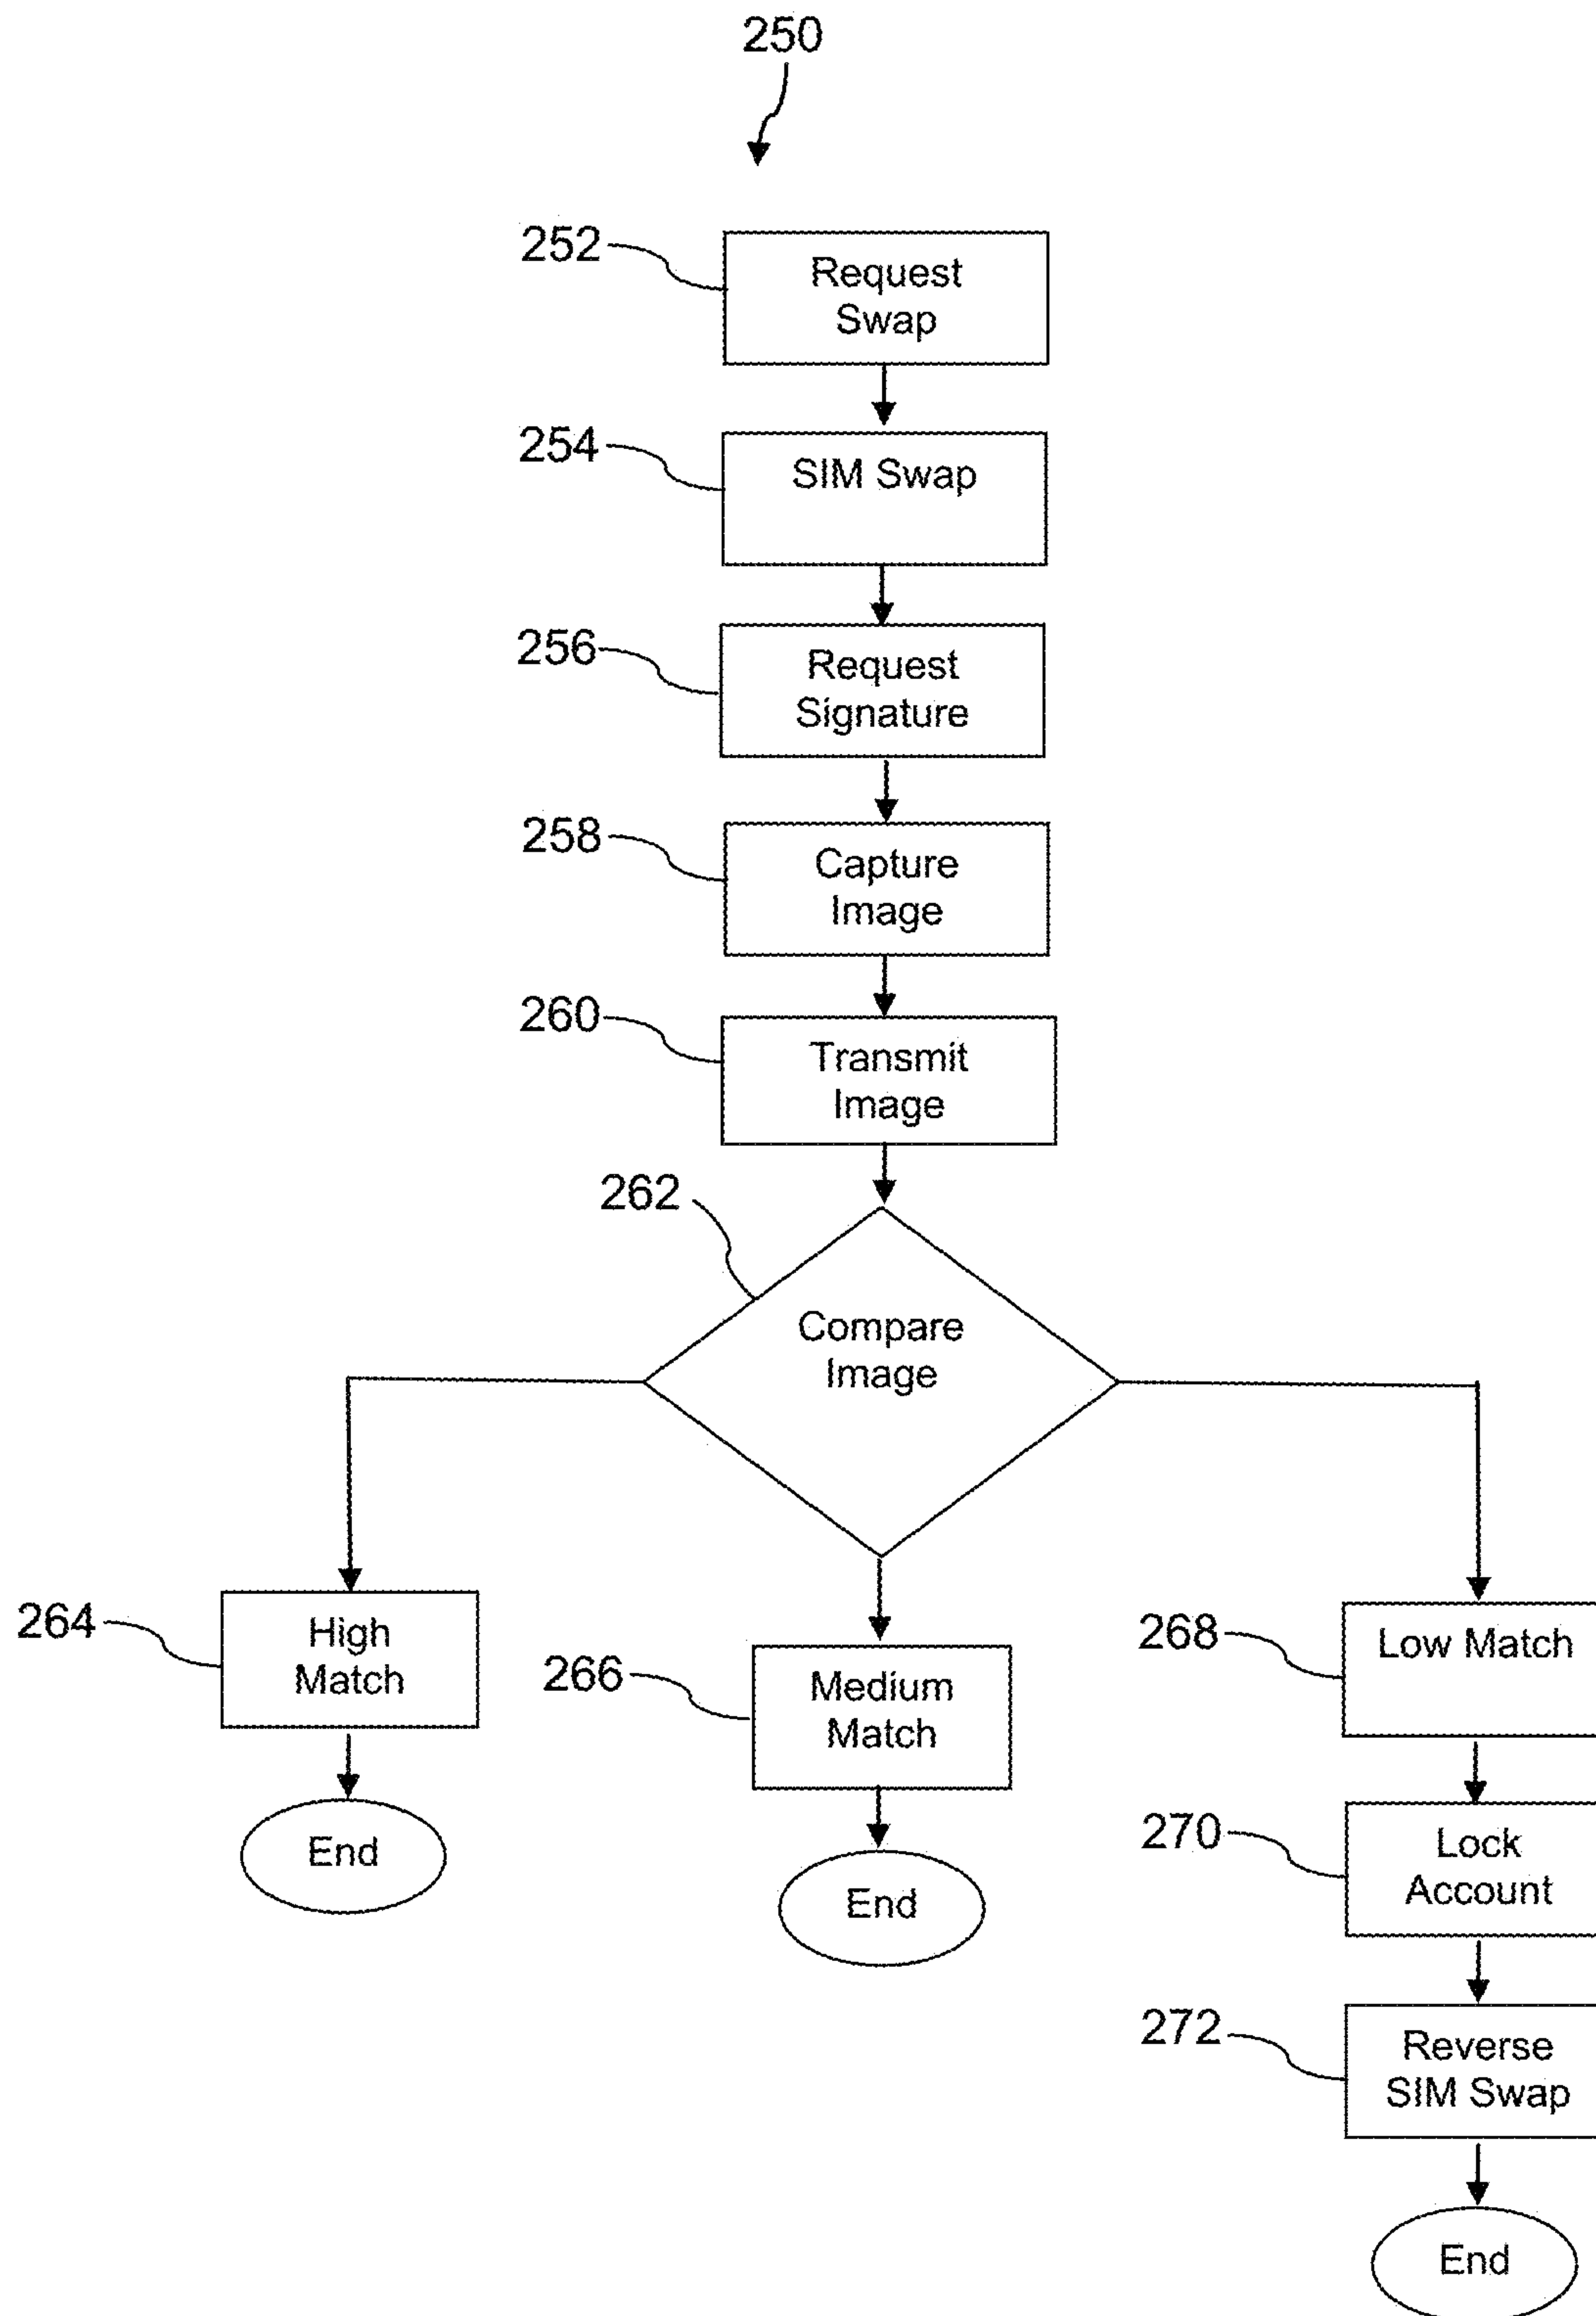 250
252
Request
Swap
254
SIM Swap
256
Request
Signature
258
Capture
Image
260
Transmit
Image
262
Compare
Image
264
High
Match
End
266
Medium
Match
End
268
Low Match
270
Lock
Account
272
Reverse
SIM Swap
End